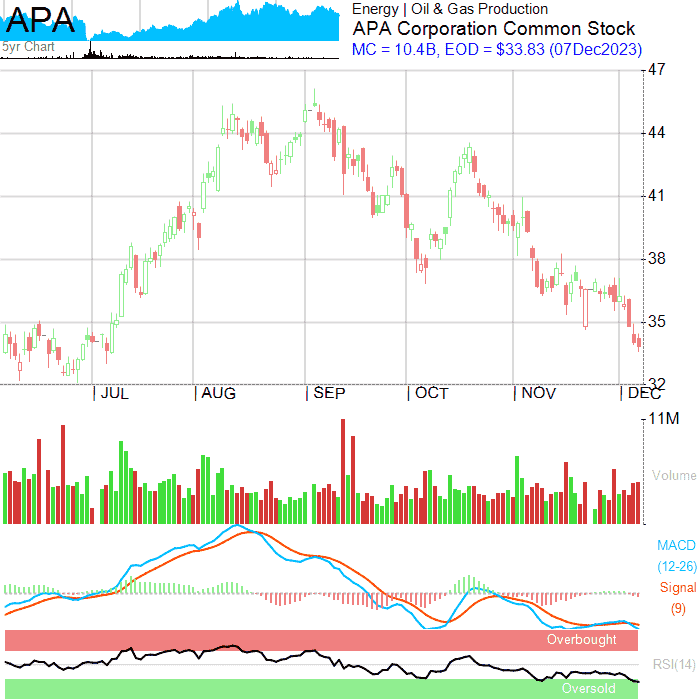 APA
5yr Chart
Energy | Oil & Gas Production
APA Corporation Common Stock
MC = 10.4B, EOD = $33.83 (07Dec2023)
47
44
41
38
35
32
JUL AUG SEP OCT NOV DEC
11M
Volume
MACD
(12-26)
Signal
(9)
Overbought
RSI(14)
Oversold